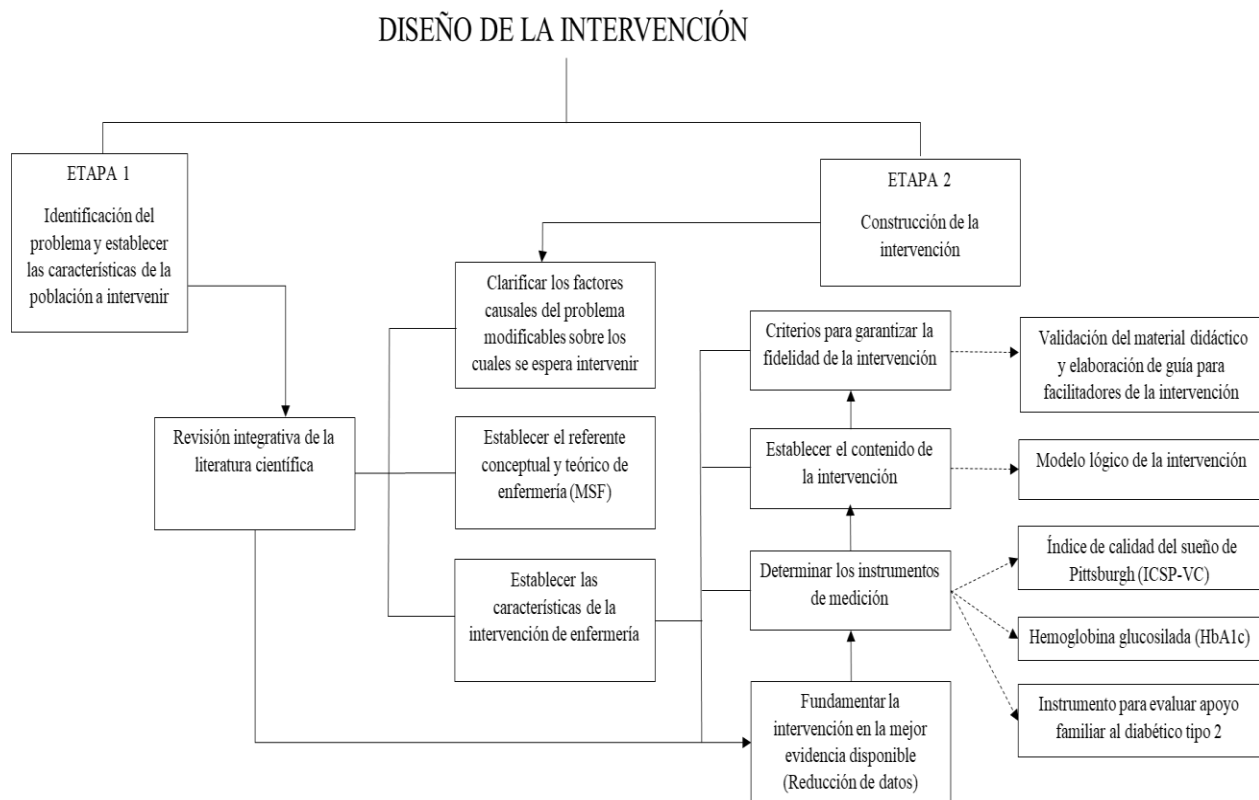 DISEÑO DE LA INTERVENCIÓN
ETAPA 1
Identificación del
problema y establecer
las características de la
población a intervenir
ETAPA 2
Construcción de la
intervención
Clarificar los factores
causales del problema
modificables sobre los
cuales se espera intervenir
Revisión integrativa de la
literatura científica
Establecer el referente
conceptual y teórico de
enfermería (MSF)
Establecer las
características de la
intervención de enfermería
Criterios para garantizar la
fidelidad de la intervención
Validación del material didáctico
y elaboración de guía para
facilitadores de la intervención
Establecer el contenido de
la intervención
Modelo lógico de la intervención
Determinar los instrumentos
de medición
Índice de calidad del sueño de
Pittsburgh (ICSP-VC)
Hemoglobina glucosilada (HbA1c)
Instrumento para evaluar apoyo
familiar al diabético tipo 2
Fundamentar la
intervención en la mejor
evidencia disponible
(Reducción de datos)